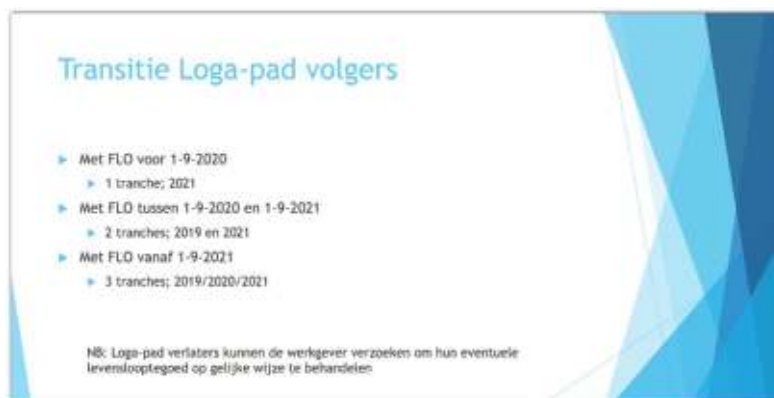 Transitie Loga-pad volgers
Met FLO voor 1-9-2020
1 tranche; 2021
Met FLO tussen 1-9-2020 en 1-9-2021
2 tranches; 2019 en 2021
Met FLO vanaf 1-9-2021
3 tranches; 2019/2020/2021
NB: Loga-pad verlaters kunnen de werkgever verzoeken om hun eventuele
levenslooptegoed op gelijke wijze te behandelen